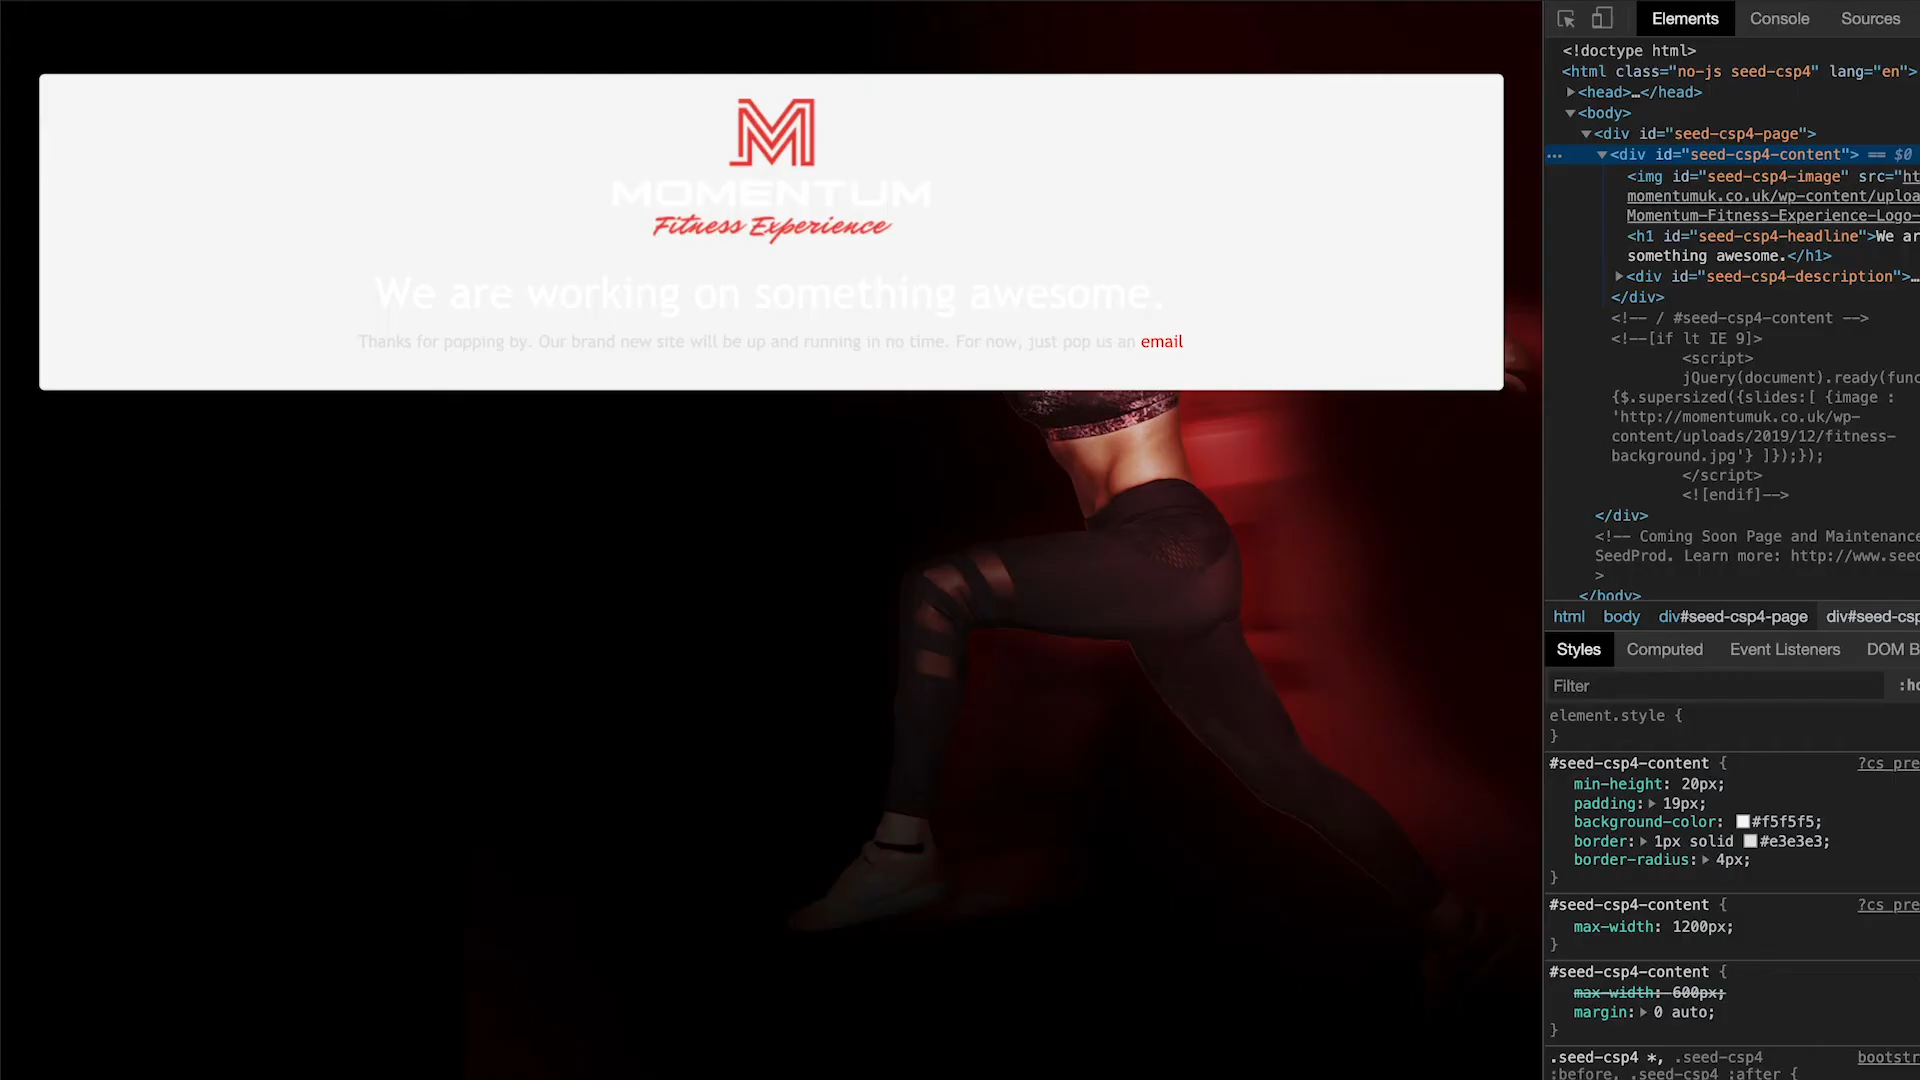 M
MOMENTUM
Fitness Experience
We are working on something awesome.
Thanks for popping by. Our brand new site will be up and running in no time. For now, just pop us an email
Elements Console Sources
<!doctype html>
<html class="no-js seed-csp4" lang="en">
<head>…</head>
<body>
<div id="seed-csp4-page">
… <div id="seed-csp4-content"> == $0
<img id="seed-csp4-image" src="ht
momentumuk.co.uk/wp-content/uploa
Momentum-Fitness-Experience-Logo-
<h1 id="seed-csp4-headline">We ar
something awesome.</h1>
<div id="seed-csp4-description">…
</div>
<!-- / #seed-csp4-content -->
<!--[if lt IE 9]>
<script>
jQuery(document).ready(func
{$.supersized({slides:[ {image :
'http://momentumuk.co.uk/wp-
content/uploads/2019/12/fitness-
background.jpg'} ]});});
</script>
<![endif]-->
</div>
<!-- Coming Soon Page and Maintenance
SeedProd. Learn more: http://www.seed
>
</body>
html body div#seed-csp4-page div#seed-csp
Styles Computed Event Listeners DOM B
Filter :ho
element.style {
}
#seed-csp4-content { ?cs_pre
min-height: 20px;
padding: 19px;
background-color: #f5f5f5;
border: 1px solid #e3e3e3;
border-radius: 4px;
}
#seed-csp4-content { ?cs_pre
max-width: 1200px;
}
#seed-csp4-content {
max-width: 600px;
margin: 0 auto;
}
.seed-csp4 *, .seed-csp4 bootstr
:before, .seed-csp4 :after {